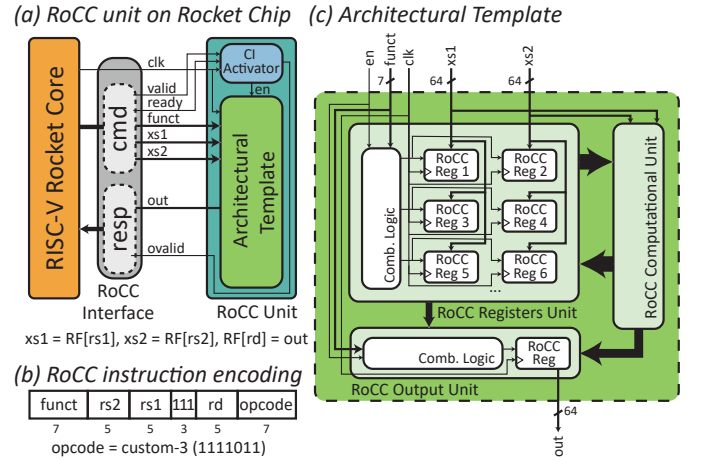 (a) RoCC unit on Rocket Chip
RISC-V Rocket Core
cmd
resp
RoCC
Interface
clk
valid
ready
funct
xs1
xs2
out
ovalid
CI
Activator
en
Architectural
Template
RoCC Unit
xs1 = RF[rs1], xs2 = RF[rs2], RF[rd] = out
(b) RoCC instruction encoding
funct rs2 rs1 111 rd opcode
7 5 5 3 5 7
opcode = custom-3 (1111011)
(c) Architectural Template
en
funct
clk
xs1
xs2
7 64 64
Comb. Logic
RoCC
Reg 1
RoCC
Reg 2
RoCC
Reg 3
RoCC
Reg 4
RoCC
Reg 5
RoCC
Reg 6
...
RoCC Computational Unit
RoCC Registers Unit
Comb. Logic
RoCC
Reg
RoCC Output Unit
64
out